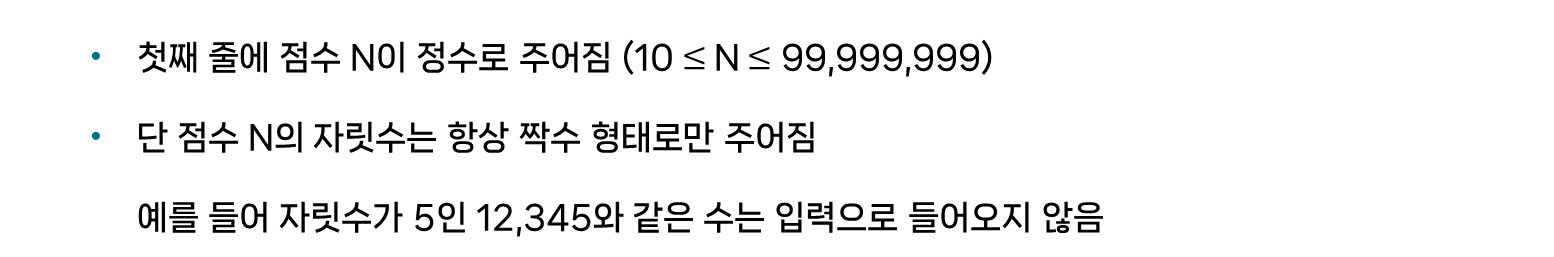 • 첫째 줄에 점수 N이 정수로 주어짐 (10 ≤ N ≤ 99,999,999)
• 단 점수 N의 자릿수는 항상 짝수 형태로만 주어짐
예를 들어 자릿수가 5인 12,345와 같은 수는 입력으로 들어오지 않음